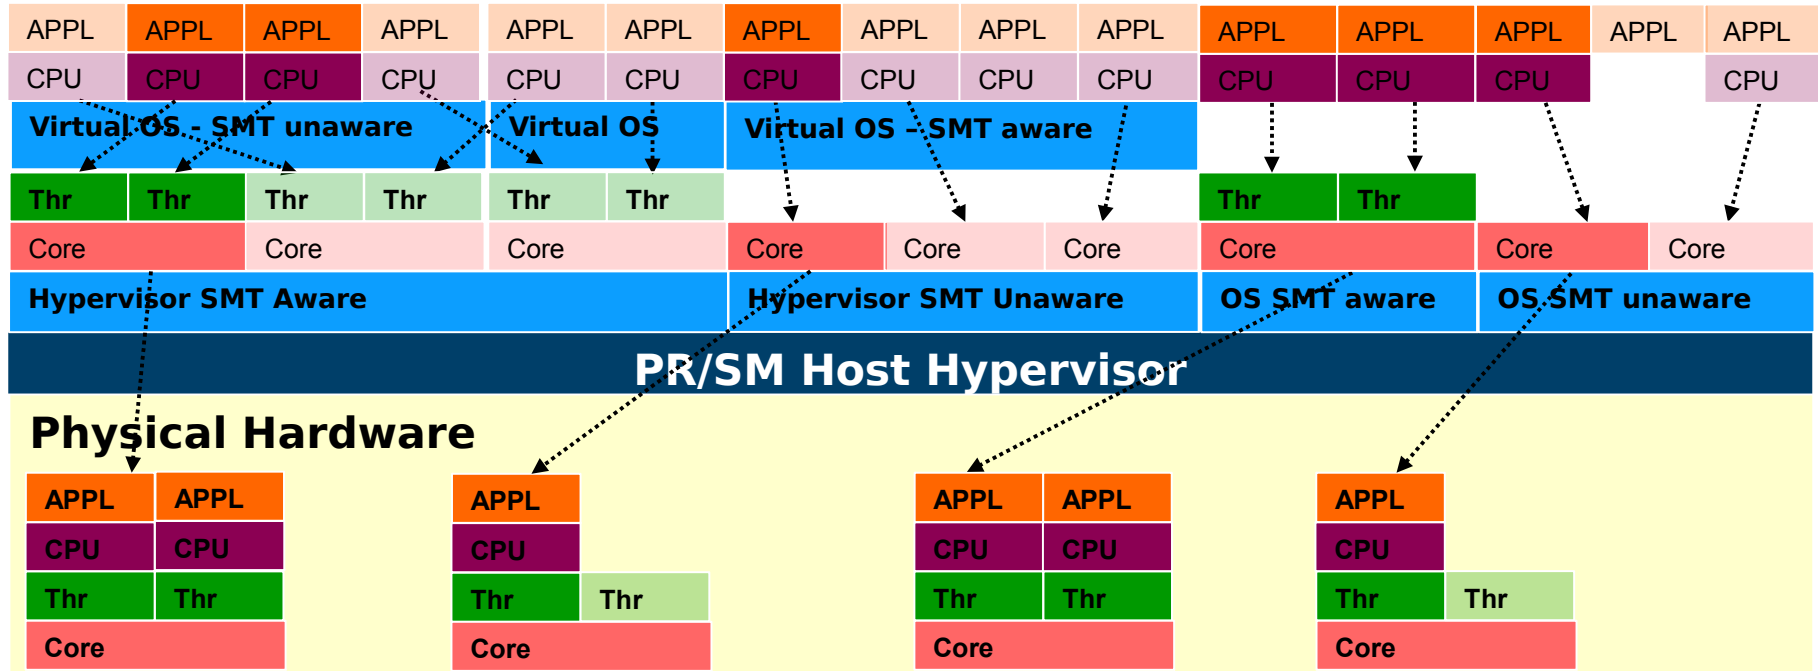 APPL APPL APPL APPL APPL APPL APPL APPL APPL APPL APPL APPL APPL APPL APPL
CPU CPU CPU CPU CPU CPU CPU CPU CPU CPU CPU CPU CPU CPU
Virtual OS – SMT unaware Virtual OS Virtual OS – SMT aware
Thr Thr Thr Thr Thr Thr Thr Thr
Core Core Core Core Core Core Core Core Core
Hypervisor SMT Aware Hypervisor SMT Unaware OS SMT aware OS SMT unaware
PR/SM Host Hypervisor
Physical Hardware
APPL APPL APPL APPL APPL APPL
CPU CPU CPU CPU CPU CPU
Thr Thr Thr Thr Thr Thr Thr Thr
Core Core Core Core